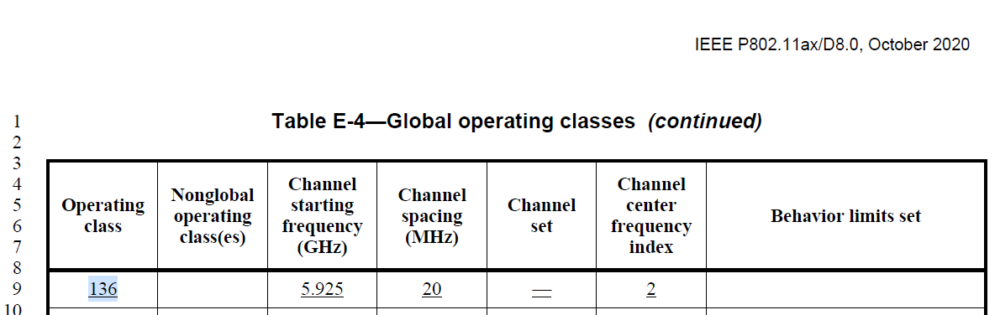 IEEE P802.11ax/D8.0, October 2020
1
2
3
4
5
6
7
8
9
10
Table E-4—Global operating classes (continued)
Operating
class
Nonglobal
operating
class(es)
Channel
starting
frequency
(GHz)
Channel
spacing
(MHz)
Channel
set
Channel
center
frequency
index
Behavior limits set
136
5.925
20
—
2